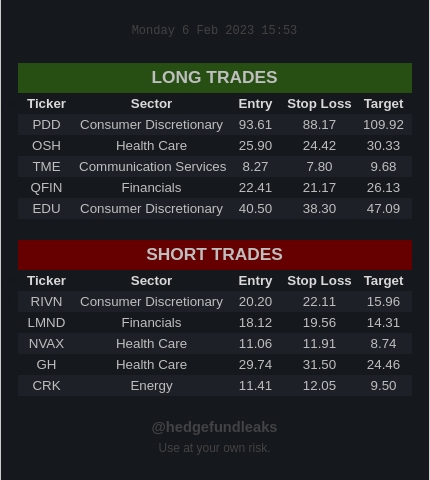 Monday 6 Feb 2023 15:53
LONG TRADES
Ticker Sector Entry Stop Loss Target
PDD Consumer Discretionary 93.61 88.17 109.92
OSH Health Care 25.90 24.42 30.33
TME Communication Services 8.27 7.80 9.68
QFIN Financials 22.41 21.17 26.13
EDU Consumer Discretionary 40.50 38.30 47.09
SHORT TRADES
Ticker Sector Entry Stop Loss Target
RIVN Consumer Discretionary 20.20 22.11 15.96
LMND Financials 18.12 19.56 14.31
NVAX Health Care 11.06 11.91 8.74
GH Health Care 29.74 31.50 24.46
CRK Energy 11.41 12.05 9.50
@hedgefundleaks
Use at your own risk.